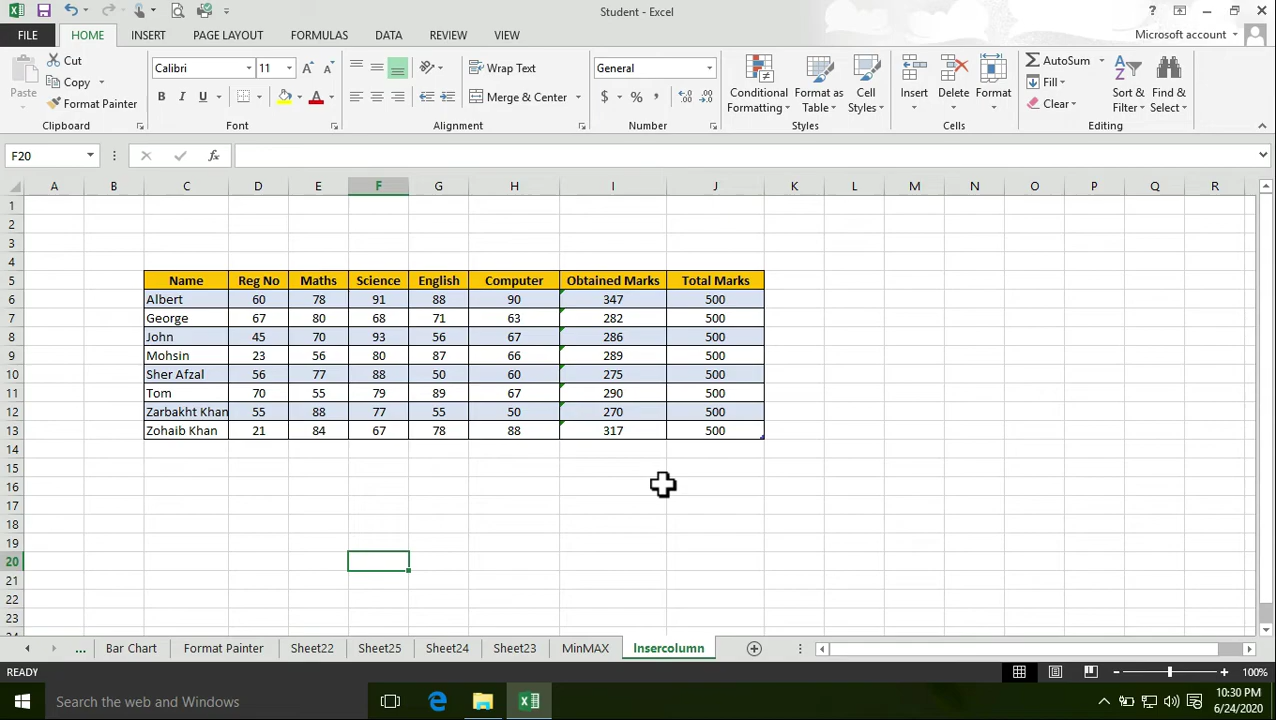 Student - Excel
?
FILE HOME INSERT PAGE LAYOUT FORMULAS DATA REVIEW VIEW Microsoft account
Paste Cut Copy Format Painter
Calibri 11 A A
B I U A
Wrap Text
Merge & Center
General
$ % ,
Conditional Formatting Format as Table Cell Styles
Insert Delete Format
AutoSum Fill Clear
Sort & Filter Find & Select
Clipboard Font Alignment Number Styles Cells Editing
F20 fx
A B C D E F G H I J K L M N O P Q R
1
2
3
4
5 Name Reg No Maths Science English Computer Obtained Marks Total Marks
6 Albert 60 78 91 88 90 347 500
7 George 67 80 68 71 63 282 500
8 John 45 70 93 56 67 286 500
9 Mohsin 23 56 80 87 66 289 500
10 Sher Afzal 56 77 88 50 60 275 500
11 Tom 70 55 79 89 67 290 500
12 Zarbakht Khan 55 88 77 55 50 270 500
13 Zohaib Khan 21 84 67 78 88 317 500
14
15
16
17
18
19
20
21
22
23
... Bar Chart Format Painter Sheet22 Sheet25 Sheet24 Sheet23 MinMAX Insercolumn
READY 100%
Search the web and Windows
10:30 PM
6/24/2020